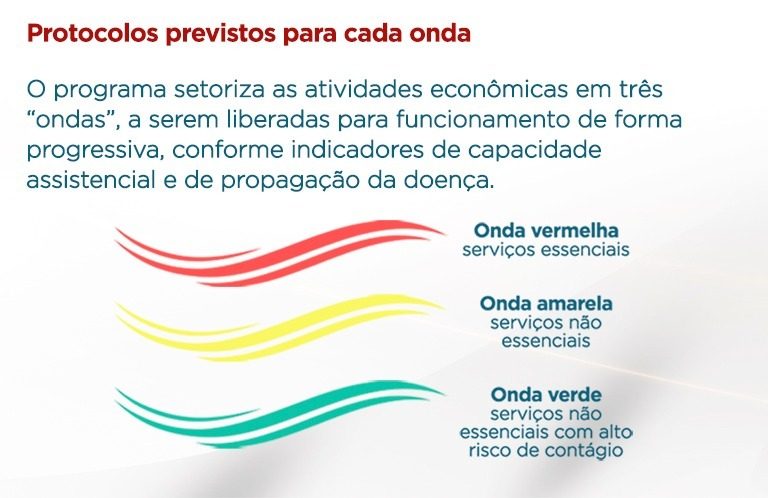 Protocolos previstos para cada onda
O programa setoriza as atividades econômicas em três
“ondas”, a serem liberadas para funcionamento de forma
progressiva, conforme indicadores de capacidade
assistencial e de propagação da doença.
Onda vermelha
serviços essenciais
Onda amarela
serviços não
essenciais
Onda verde
serviços não
essenciais com alto
risco de contágio